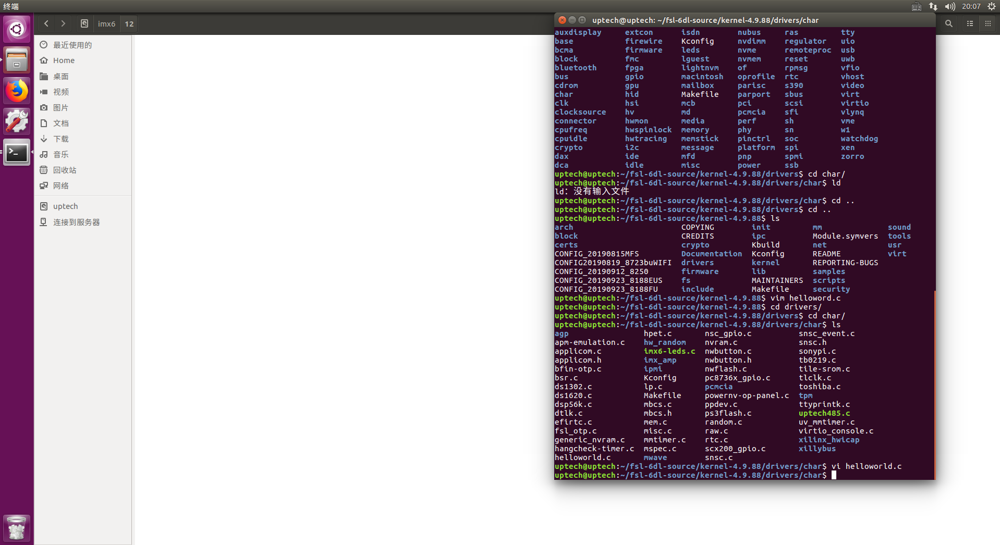 终端
20:07
imx6 12
最近使用的
Home
桌面
视频
图片
文档
下载
音乐
回收站
网络
uptech
连接到服务器
uptech@uptech: ~/fsl-6dl-source/kernel-4.9.88/drivers/char
auxdisplay extcon isdn nubus ras tty
base firewire Kconfig nvdimm regulator uio
bcma firmware leds nvme remoteproc usb
block fmc lguest nvmem reset uwb
bluetooth fpga lightnvm of rpmsg vfio
bus gpio macintosh oprofile rtc vhost
cdrom gpu mailbox parisc s390 video
char hid Makefile parport sbus virt
clk hsi mcb pci scsi virtio
clocksource hv md pcmcia sfi vlynq
connector hwmon media perf sh vme
cpufreq hwspinlock memory phy sn w1
cpuidle hwtracing memstick pinctrl soc watchdog
crypto i2c message platform spi xen
dax ide mfd pnp spmi zorro
dca idle misc power ssb
uptech@uptech:~/fsl-6dl-source/kernel-4.9.88/drivers$ cd char/
uptech@uptech:~/fsl-6dl-source/kernel-4.9.88/drivers/char$ ld
ld: 没有输入文件
uptech@uptech:~/fsl-6dl-source/kernel-4.9.88/drivers/char$ cd ..
uptech@uptech:~/fsl-6dl-source/kernel-4.9.88/drivers$ cd ..
uptech@uptech:~/fsl-6dl-source/kernel-4.9.88$ ls
arch COPYING init mm sound
block CREDITS ipc Module.symvers tools
certs crypto Kbuild net usr
CONFIG_20190815MFS Documentation Kconfig README virt
CONFIG20190819_8723buWIFI drivers kernel REPORTING-BUGS
CONFIG_20190912_8250 firmware lib samples
CONFIG_20190923_8188EUS fs MAINTAINERS scripts
CONFIG_20190923_8188FU include Makefile security
uptech@uptech:~/fsl-6dl-source/kernel-4.9.88$ vim helloword.c
uptech@uptech:~/fsl-6dl-source/kernel-4.9.88$ cd drivers/
uptech@uptech:~/fsl-6dl-source/kernel-4.9.88/drivers$ cd char/
uptech@uptech:~/fsl-6dl-source/kernel-4.9.88/drivers/char$ ls
agp hpet.c nsc_gpio.c snsc_event.c
apm-emulation.c hw_random nvram.c snsc.h
applicom.c imx6-leds.c nwbutton.c sonypi.c
applicom.h imx_amp nwbutton.h tb0219.c
bfin-otp.c ipmi nwflash.c tile-srom.c
bsr.c Kconfig pc8736x_gpio.c tlclk.c
ds1302.c lp.c pcmcia toshiba.c
ds1620.c Makefile powernv-op-panel.c tpm
dsp56k.c mbcs.c ppdev.c ttyprintk.c
dtlk.c mbcs.h ps3flash.c uptech485.c
efirtc.c mem.c random.c uv_mmtimer.c
fsl_otp.c misc.c raw.c virtio_console.c
generic_nvram.c mmtimer.c rtc.c xilinx_hwicap
hangcheck-timer.c mspec.c scx200_gpio.c xillybus
helloworld.c mwave snsc.c
uptech@uptech:~/fsl-6dl-source/kernel-4.9.88/drivers/char$ vi helloworld.c
uptech@uptech:~/fsl-6dl-source/kernel-4.9.88/drivers/char$